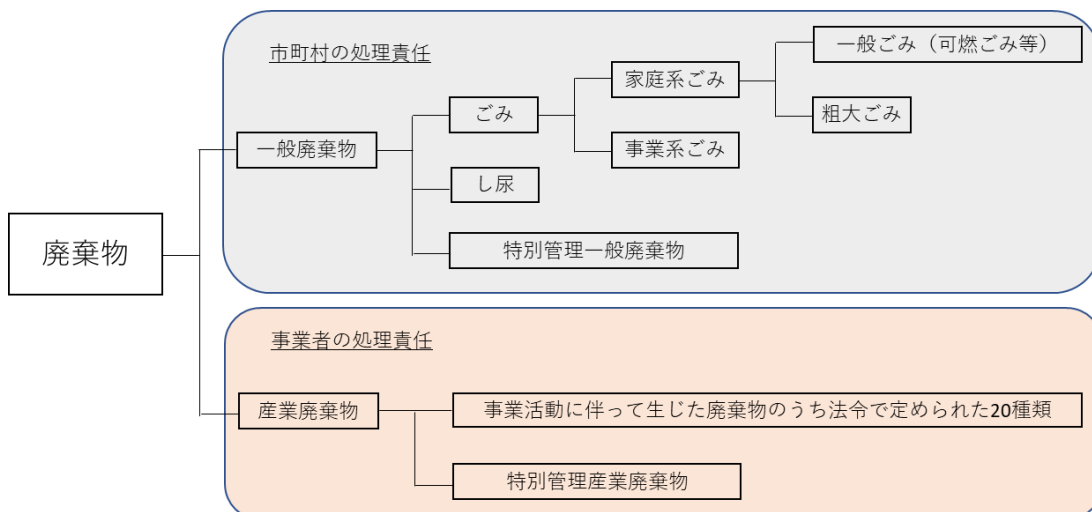 市町村の処理責任
一般ごみ（可燃ごみ等）
家庭系ごみ
ごみ
粗大ごみ
一般廃棄物
事業系ごみ
し尿
廃棄物
特別管理一般廃棄物
事業者の処理責任
産業廃棄物
事業活動に伴って生じた廃棄物のうち法令で定められた20種類
特別管理産業廃棄物